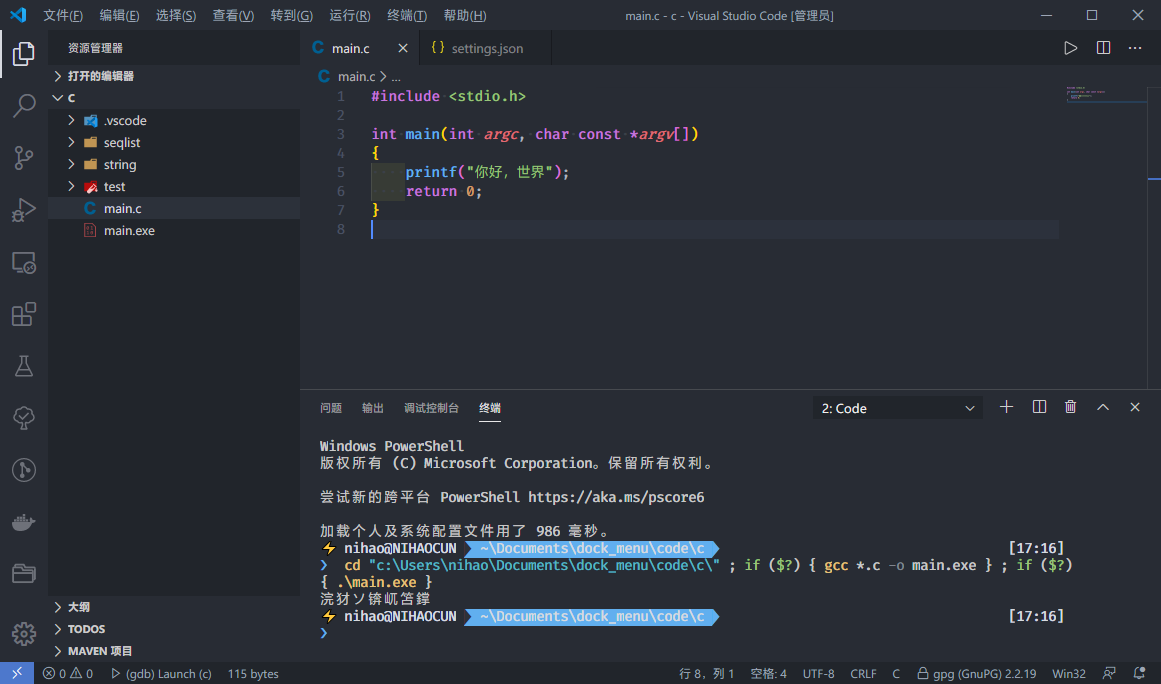 文件(F) 编辑(E) 选择(S) 查看(V) 转到(G) 运行(R) 终端(T) 帮助(H) main.c - c - Visual Studio Code [管理员]
资源管理器
打开的编辑器
C
.vscode
seqlist
string
test
main.c
main.exe
大纲
TODOS
MAVEN 项目
main.c settings.json
main.c > ...
1 #include <stdio.h>
2
3 int main(int argc, char const *argv[])
4 {
5 printf("你好，世界");
6 return 0;
7 }
8
问题 输出 调试控制台 终端 2: Code
Windows PowerShell
版权所有 (C) Microsoft Corporation。保留所有权利。
尝试新的跨平台 PowerShell https://aka.ms/pscore6
加载个人及系统配置文件用了 986 毫秒。
nihao@NIHAOCUN ~\Documents\dock_menu\code\c [17:16]
❯ cd "c:\Users\nihao\Documents\dock_menu\code\c\" ; if ($?) { gcc *.c -o main.exe } ; if ($?)
{ .\main.exe }
浣犲ソ锛屼笘鐣
nihao@NIHAOCUN ~\Documents\dock_menu\code\c [17:16]
❯
0 0 (gdb) Launch (c) 115 bytes 行 8，列 1 空格: 4 UTF-8 CRLF C gpg (GnuPG) 2.2.19 Win32